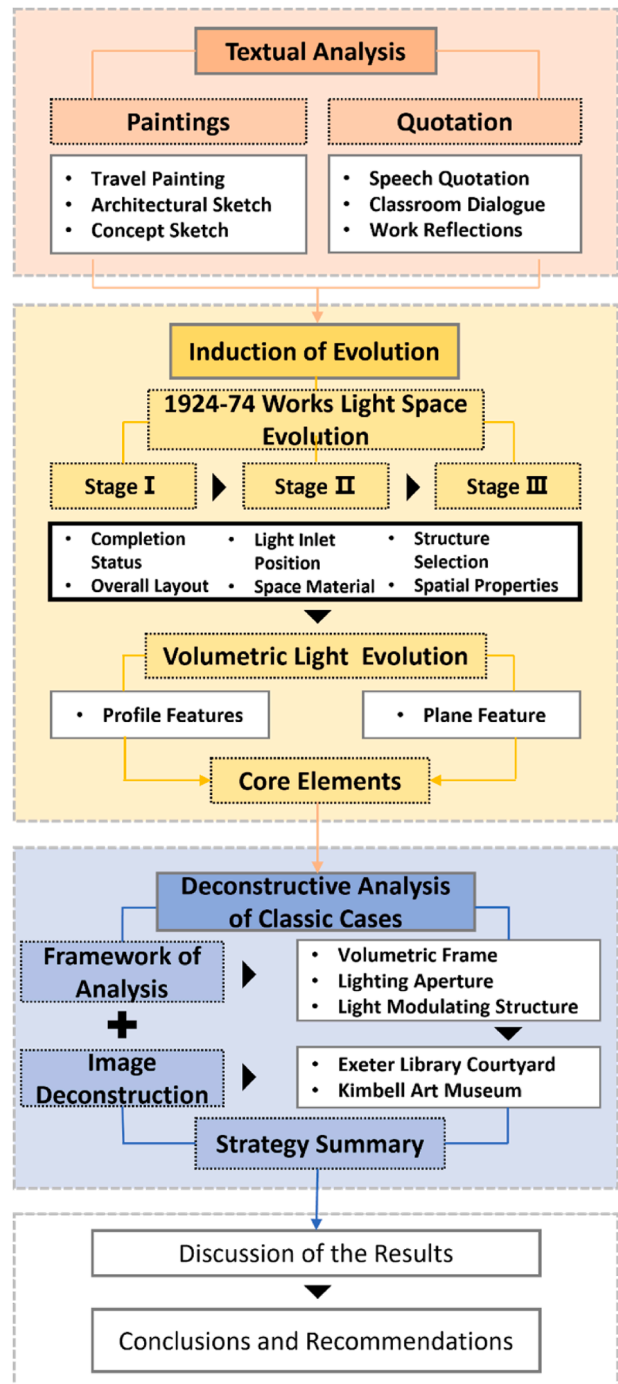 Textual Analysis
Paintings
Quotation
• Travel Painting
• Architectural Sketch
• Concept Sketch
• Speech Quotation
• Classroom Dialogue
• Work Reflections
Induction of Evolution
1924-74 Works Light Space
Evolution
Stage Ⅰ
Stage Ⅱ
Stage Ⅲ
• Completion
Status
• Overall Layout
• Light Inlet
Position
• Space Material
• Structure
Selection
• Spatial Properties
Volumetric Light Evolution
• Profile Features
• Plane Feature
Core Elements
Deconstructive Analysis
of Classic Cases
Framework of
Analysis
• Volumetric Frame
• Lighting Aperture
• Light Modulating Structure
Image
Deconstruction
• Exeter Library Courtyard
• Kimbell Art Museum
Strategy Summary
Discussion of the Results
Conclusions and Recommendations